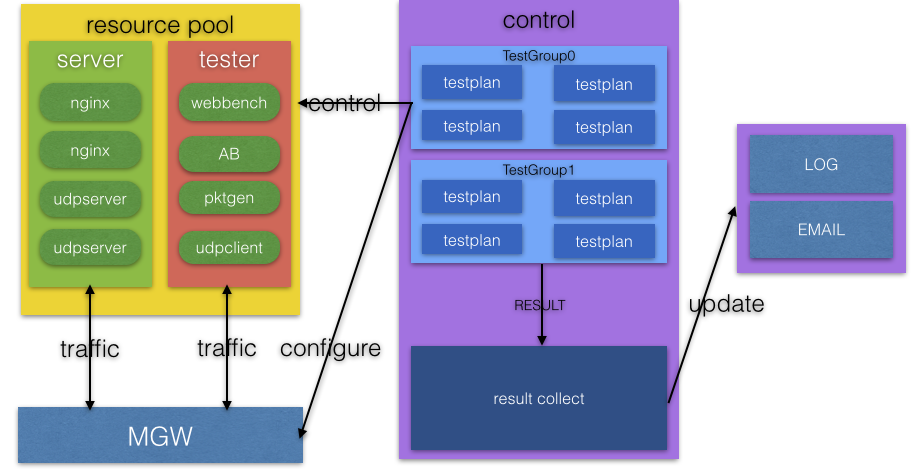 resource pool
server
nginx
nginx
udpserver
udpserver
tester
webbench
AB
pktgen
udpclient
traffic
traffic
MGW
control
configure
control
TestGroup0
testplan
testplan
testplan
testplan
TestGroup1
testplan
testplan
testplan
testplan
RESULT
result collect
update
LOG
EMAIL